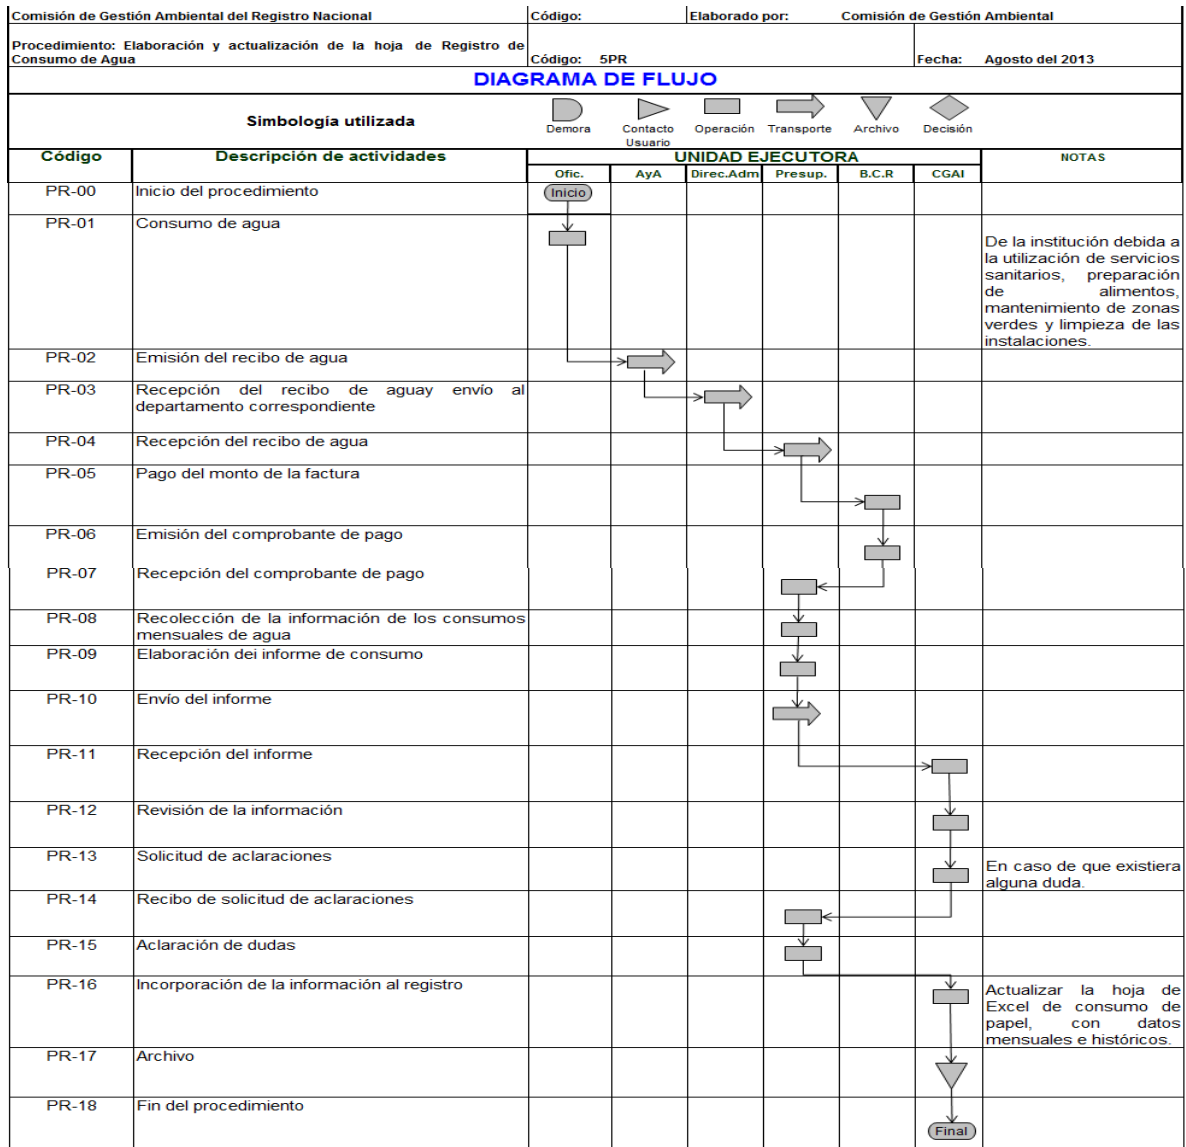 Comisión de Gestión Ambiental del Registro Nacional
Código:
Elaborado por:
Comisión de Gestión Ambiental
Procedimiento: Elaboración y actualización de la hoja de Registro de
Consumo de Agua
Código: 5PR
Fecha: Agosto del 2013
DIAGRAMA DE FLUJO
Simbología utilizada
Demora
Contacto
Usuario
Operación
Transporte
Archivo
Decisión
Código
Descripción de actividades
UNIDAD EJECUTORA
NOTAS
Ofic.
AyA
Direc.Adm
Presup.
B.C.R
CGAI
PR-00
Inicio del procedimiento
Inicio
PR-01
Consumo de agua
De la institución debida a
la utilización de servicios
sanitarios, preparación
de alimentos,
mantenimiento de zonas
verdes y limpieza de las
instalaciones.
PR-02
Emisión del recibo de agua
PR-03
Recepción del recibo de aguay envío al
departamento correspondiente
PR-04
Recepción del recibo de agua
PR-05
Pago del monto de la factura
PR-06
Emisión del comprobante de pago
PR-07
Recepción del comprobante de pago
PR-08
Recolección de la información de los consumos
mensuales de agua
PR-09
Elaboración dei informe de consumo
PR-10
Envío del informe
PR-11
Recepción del informe
PR-12
Revisión de la información
PR-13
Solicitud de aclaraciones
En caso de que existiera
alguna duda.
PR-14
Recibo de solicitud de aclaraciones
PR-15
Aclaración de dudas
PR-16
Incorporación de la información al registro
Actualizar la hoja de
Excel de consumo de
papel, con datos
mensuales e históricos.
PR-17
Archivo
PR-18
Fin del procedimiento
Final